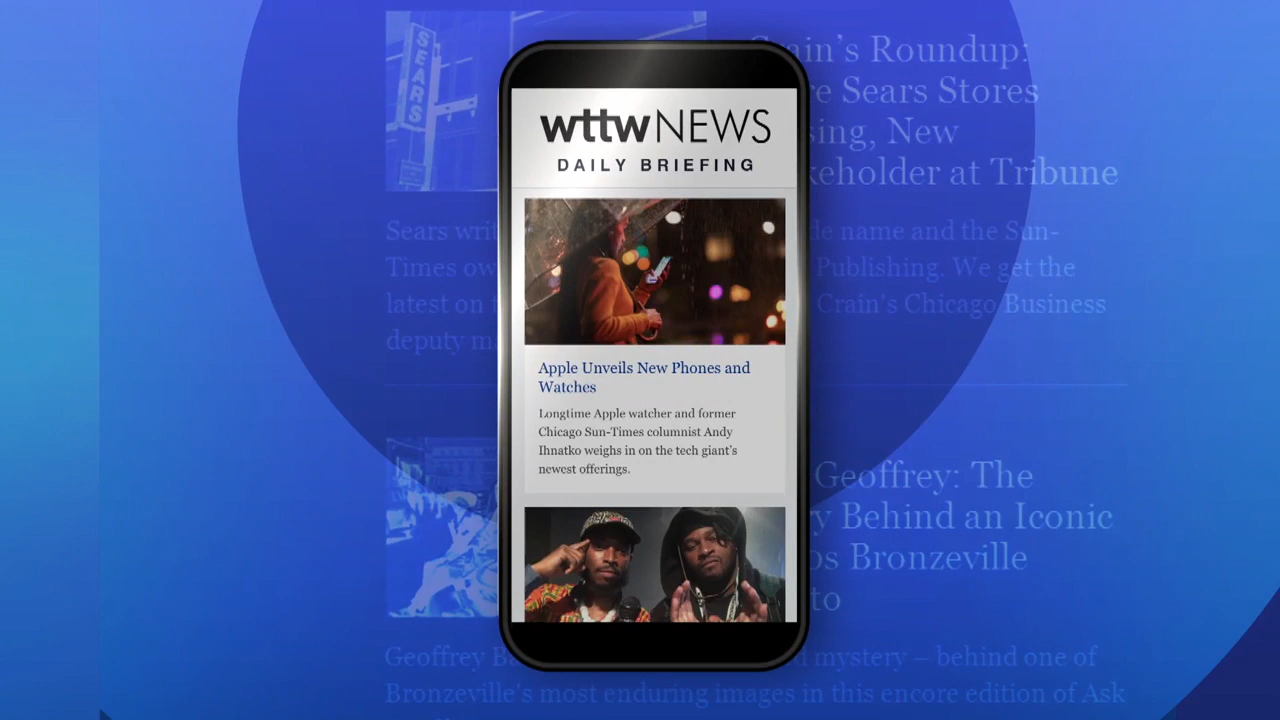 SEARS
ain's Roundup:
re Sears Stores
sing, New
keholder at Tribune
Sears writ
de name and the Sun-
Times ow
Publishing. We get the
latest on t
Crain's Chicago Business
deputy ma
wttwNEWS
DAILY BRIEFING
Apple Unveils New Phones and
Watches
Longtime Apple watcher and former
Chicago Sun-Times columnist Andy
Ihnatko weighs in on the tech giant's
newest offerings.
Geoffrey: The
y Behind an Iconic
os Bronzeville
to
Geoffrey Ba
mystery – behind one of
Bronzeville's most enduring images in this encore edition of Ask